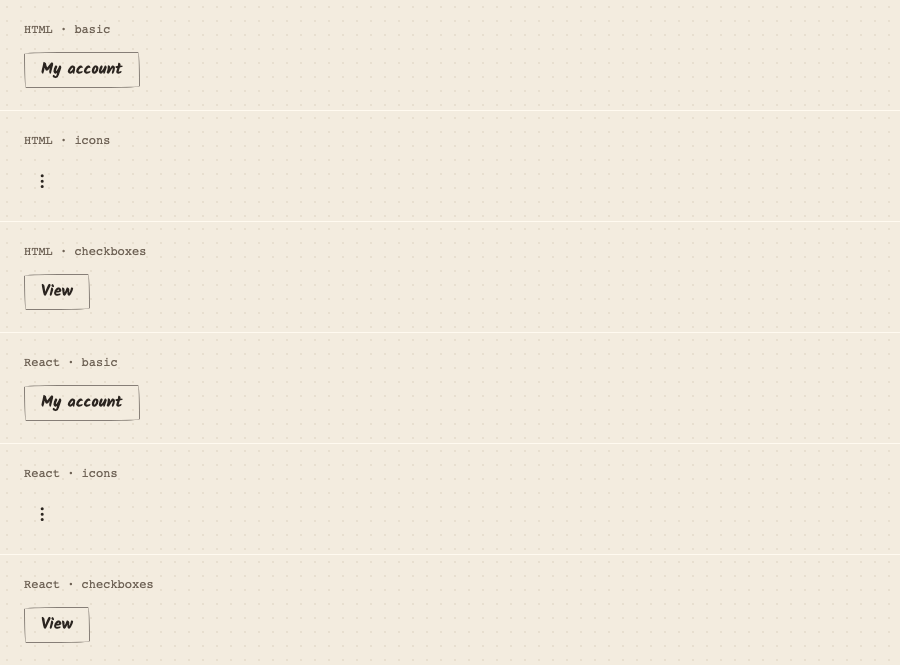 HTML · basic
My account
HTML · icons
HTML · checkboxes
View
React · basic
My account
React · icons
React · checkboxes
View